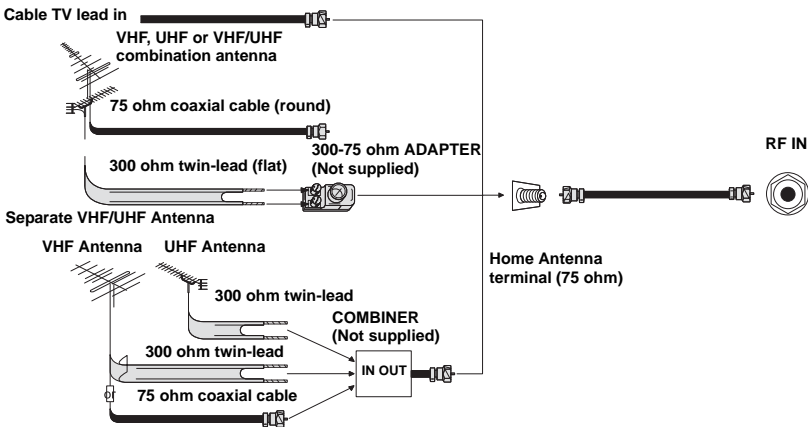 Cable TV lead in
VHF, UHF or VHF/UHF
combination antenna
75 ohm coaxial cable (round)
300-75 ohm ADAPTER
(Not supplied)
300 ohm twin-lead (flat)
RF IN
Separate VHF/UHF Antenna
VHF Antenna
UHF Antenna
Home Antenna
terminal (75 ohm)
300 ohm twin-lead
COMBINER
(Not supplied)
300 ohm twin-lead
IN OUT
or
75 ohm coaxial cable